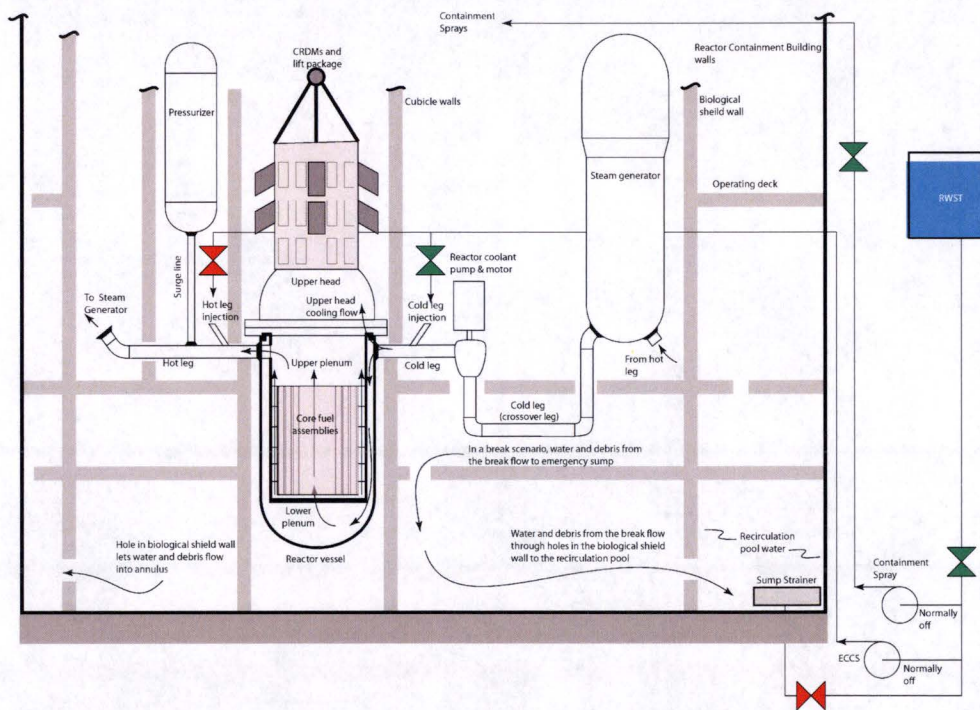 Containment
Sprays
CRDMs and
lift package
Reactor Containment Building
walls
Pressurizer
Cubicle walls
Biological
sheild wall
Steam generator
Operating deck
RWST
Surge line
Reactor coolant
pump & motor
Upper head
To Steam
Generator
Hot leg
injection
Upper head
cooling flow
Cold leg
injection
Hot leg
Upper plenum
Cold leg
From hot
leg
Core fuel
assemblies
Cold leg
(crossover leg)
In a break scenario, water and debris from
the break flow to emergency sump
Lower
plenum
Hole in biological shield wall
lets water and debris flow
into annulus
Reactor vessel
Water and debris from the break flow
through holes in the biological shield
wall to the recirculation pool
Recirculation
pool water
Sump Strainer
Containment
Spray
Normally
off
ECCS
Normally
off